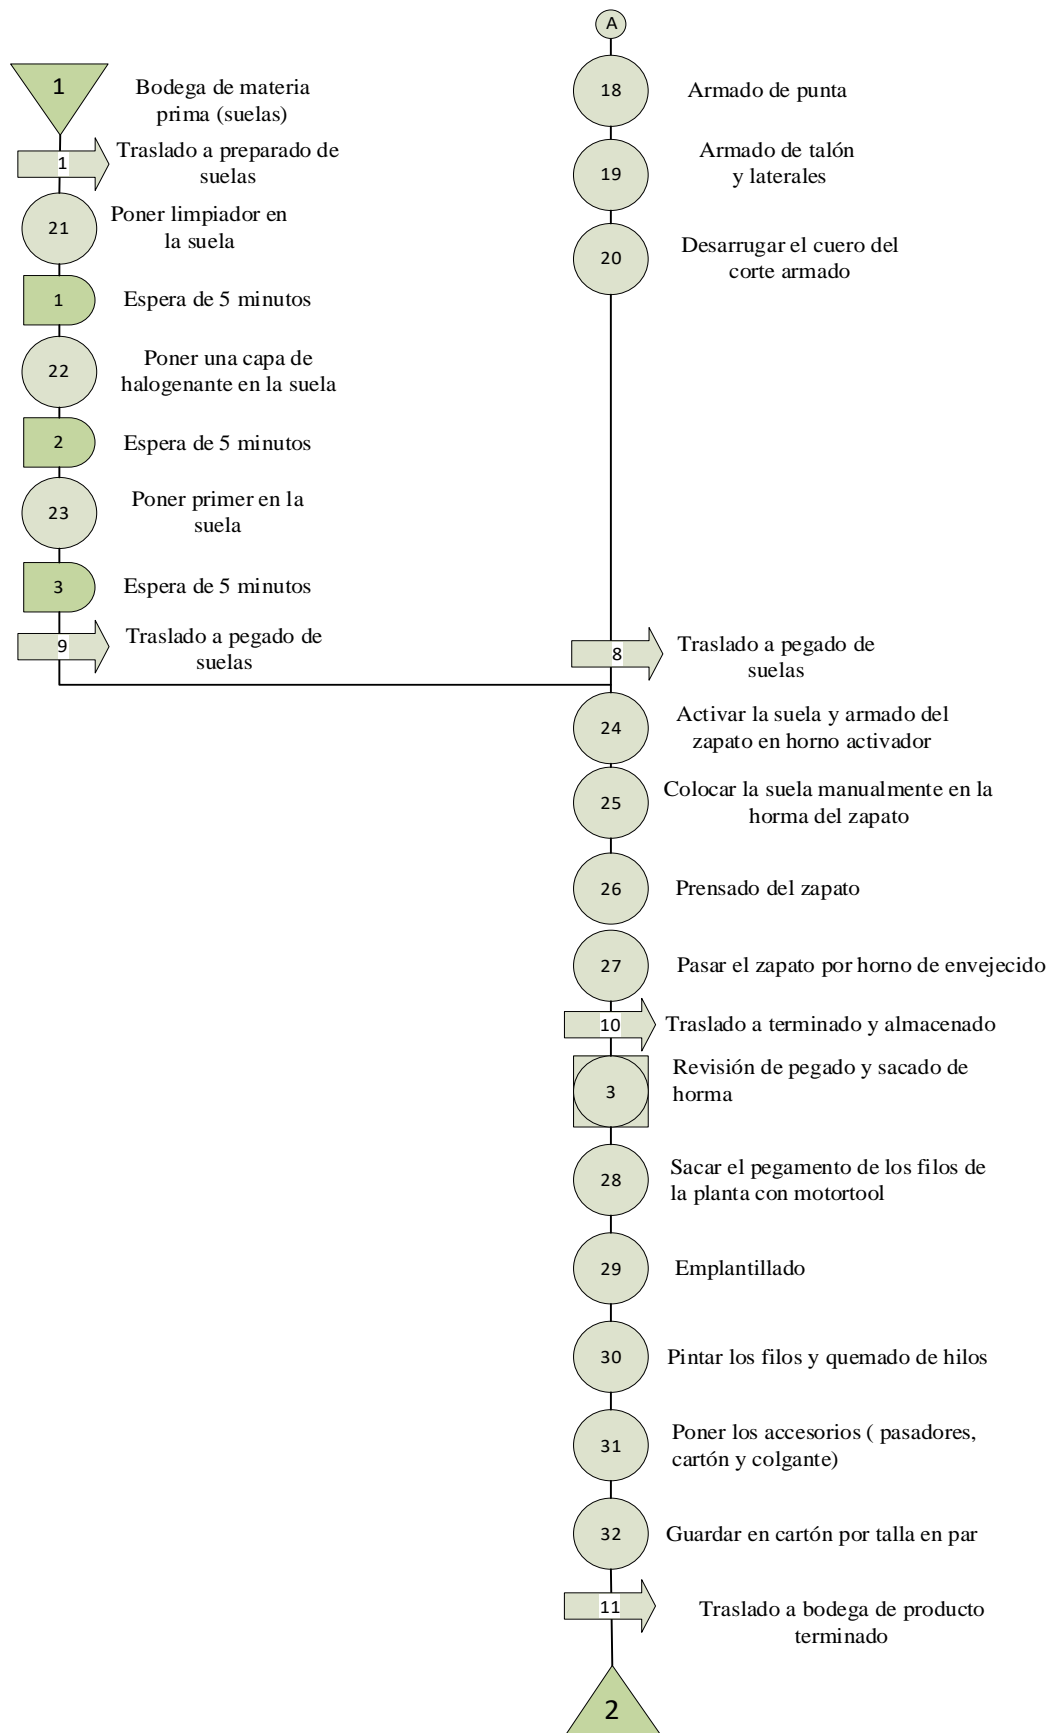 1
Bodega de materia
prima (suelas)
1
Traslado a preparado de
suelas
21
Poner limpiador en
la suela
1
Espera de 5 minutos
22
Poner una capa de
halogenante en la suela
2
Espera de 5 minutos
23
Poner primer en la
suela
3
Espera de 5 minutos
9
Traslado a pegado de
suelas
A
18
Armado de punta
19
Armado de talón
y laterales
20
Desarrugar el cuero del
corte armado
8
Traslado a pegado de
suelas
24
Activar la suela y armado del
zapato en horno activador
25
Colocar la suela manualmente en la
horma del zapato
26
Prensado del zapato
27
Pasar el zapato por horno de envejecido
10
Traslado a terminado y almacenado
3
Revisión de pegado y sacado de
horma
28
Sacar el pegamento de los filos de
la planta con motortool
29
Emplantillado
30
Pintar los filos y quemado de hilos
31
Poner los accesorios ( pasadores,
cartón y colgante)
32
Guardar en cartón por talla en par
11
Traslado a bodega de producto
terminado
2